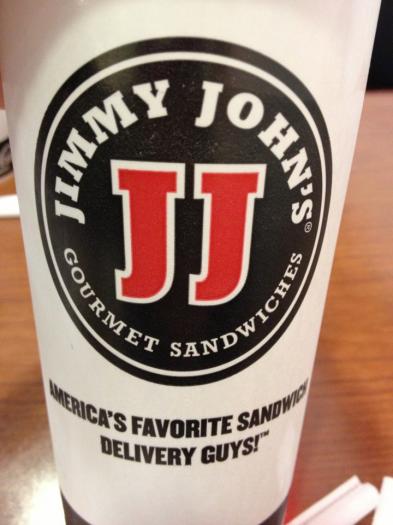 JIMMY JOHN'S®
JJ
GOURMET SANDWICHES
AMERICA'S FAVORITE SANDWICH
DELIVERY GUYS!™